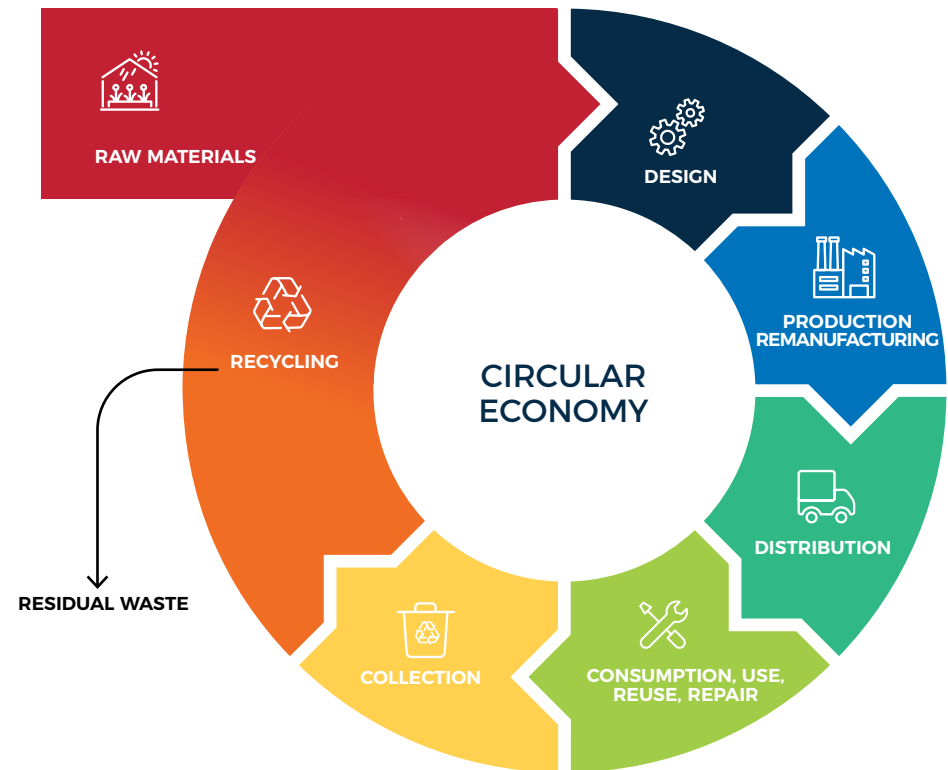 RAW MATERIALS
DESIGN
PRODUCTION
REMANUFACTURING
RECYCLING
CIRCULAR
ECONOMY
DISTRIBUTION
RESIDUAL WASTE
CONSUMPTION, USE,
REUSE, REPAIR
COLLECTION